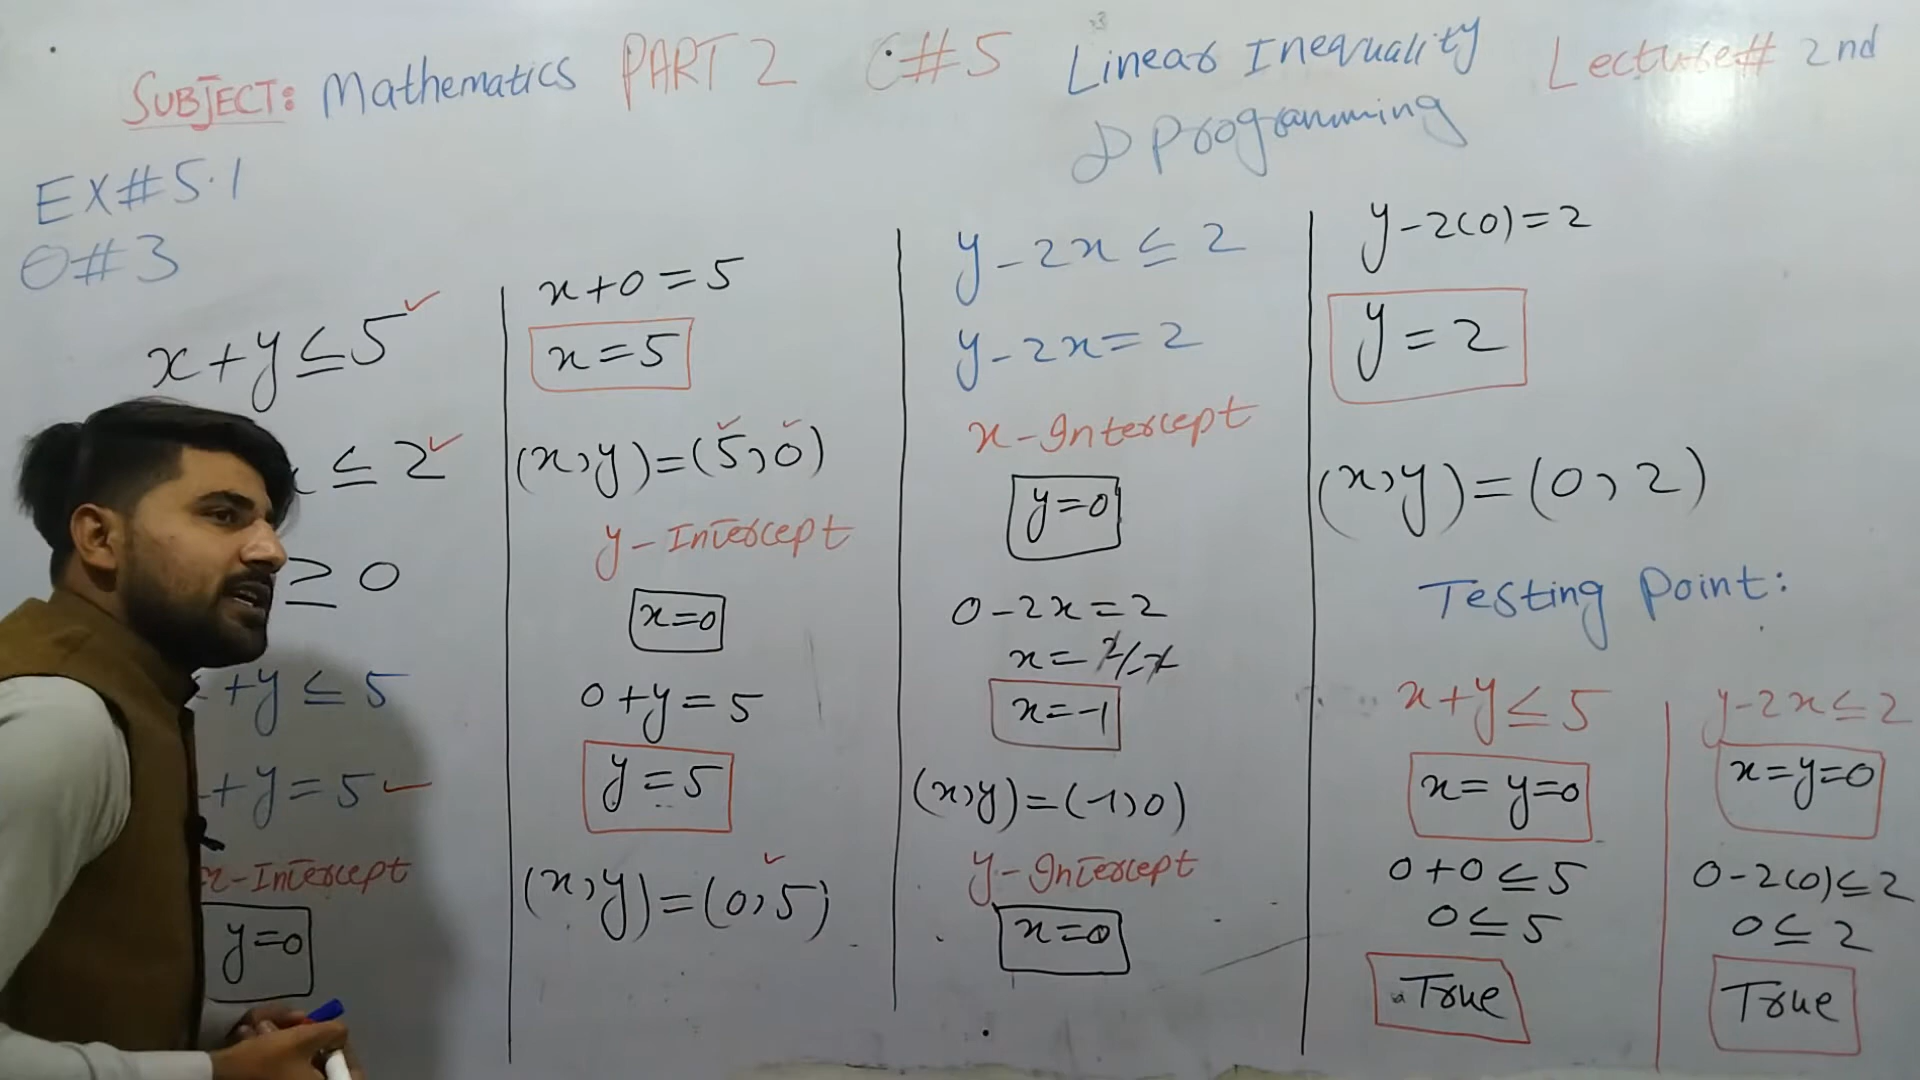 SUBJECT: Mathematics PART 2 C#5 Linear Inequality Lecture# 2nd
& Programming
EX#5.1
Q#3
x+y≤5✓
≤ 2✓
≥ 0
+y ≤ 5
+y=5✓
x-Intercept
y=0
x+0=5
x=5
(x,y)=(5,0)
y-Intercept
x=0
0+y=5
y=5
(x,y)=(0,5)
y-2x≤2
y-2x=2
x-Intercept
y=0
0-2x=2
x=2/-2
x=-1
(x,y)=(-1,0)
y-Intercept
x=0
y-2(0)=2
y=2
(x,y)=(0,2)
Testing Point:
x+y≤5
x=y=0
0+0≤5
0≤5
True
y-2x≤2
x=y=0
0-2(0)≤2
0≤2
True